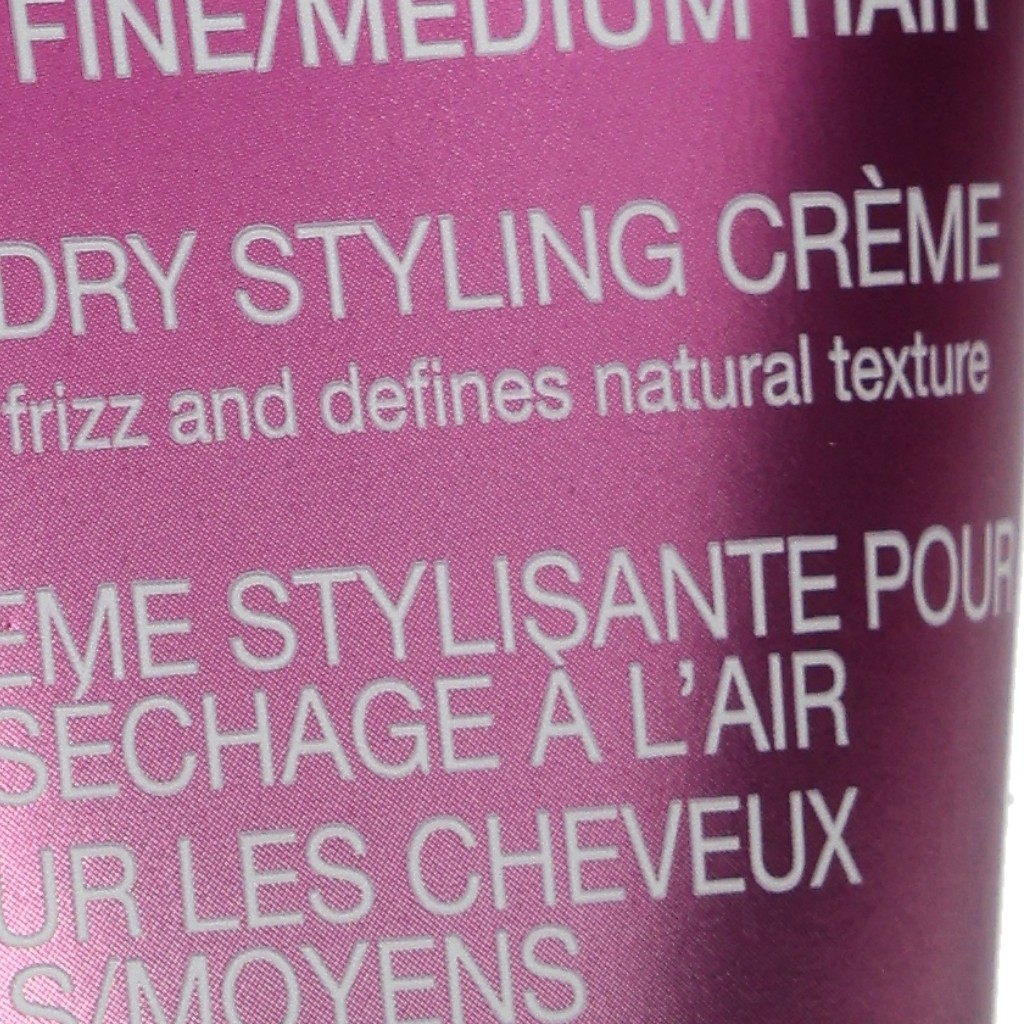 FINE/MEDIUM HAIR
DRY STYLING CRÈME
frizz and defines natural texture
ÈME STYLISANTE POUR
SÉCHAGE À L'AIR
UR LES CHEVEUX
S/MOYENS